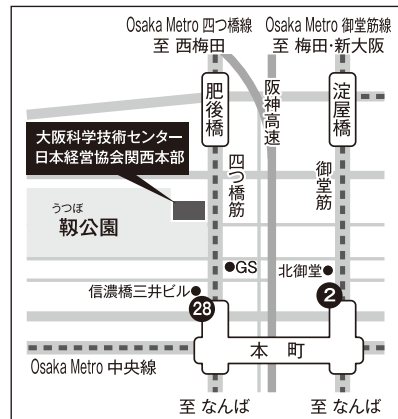 Osaka Metro 四つ橋線
至 西梅田
Osaka Metro 御堂筋線
至 梅田・新大阪
肥後橋
阪神高速
淀屋橋
大阪科学技術センター
日本経営協会関西本部
四つ橋筋
御堂筋
うつぼ
靱公園
GS
北御堂
信濃橋三井ビル
28
2
本町
Osaka Metro 中央線
至 なんば
至 なんば